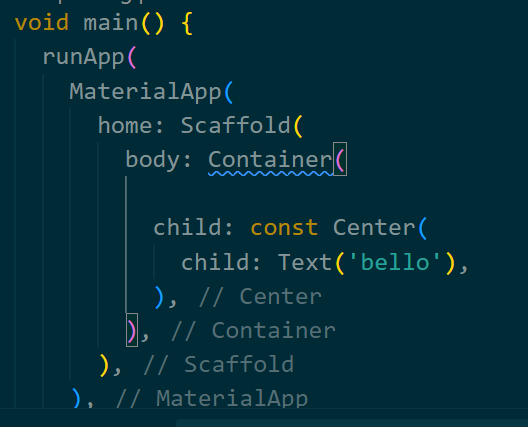 void main() {
runApp(
MaterialApp(
home: Scaffold(
body: Container(
child: const Center(
child: Text('bello'),
), // Center
), // Container
), // Scaffold
), // MaterialApp